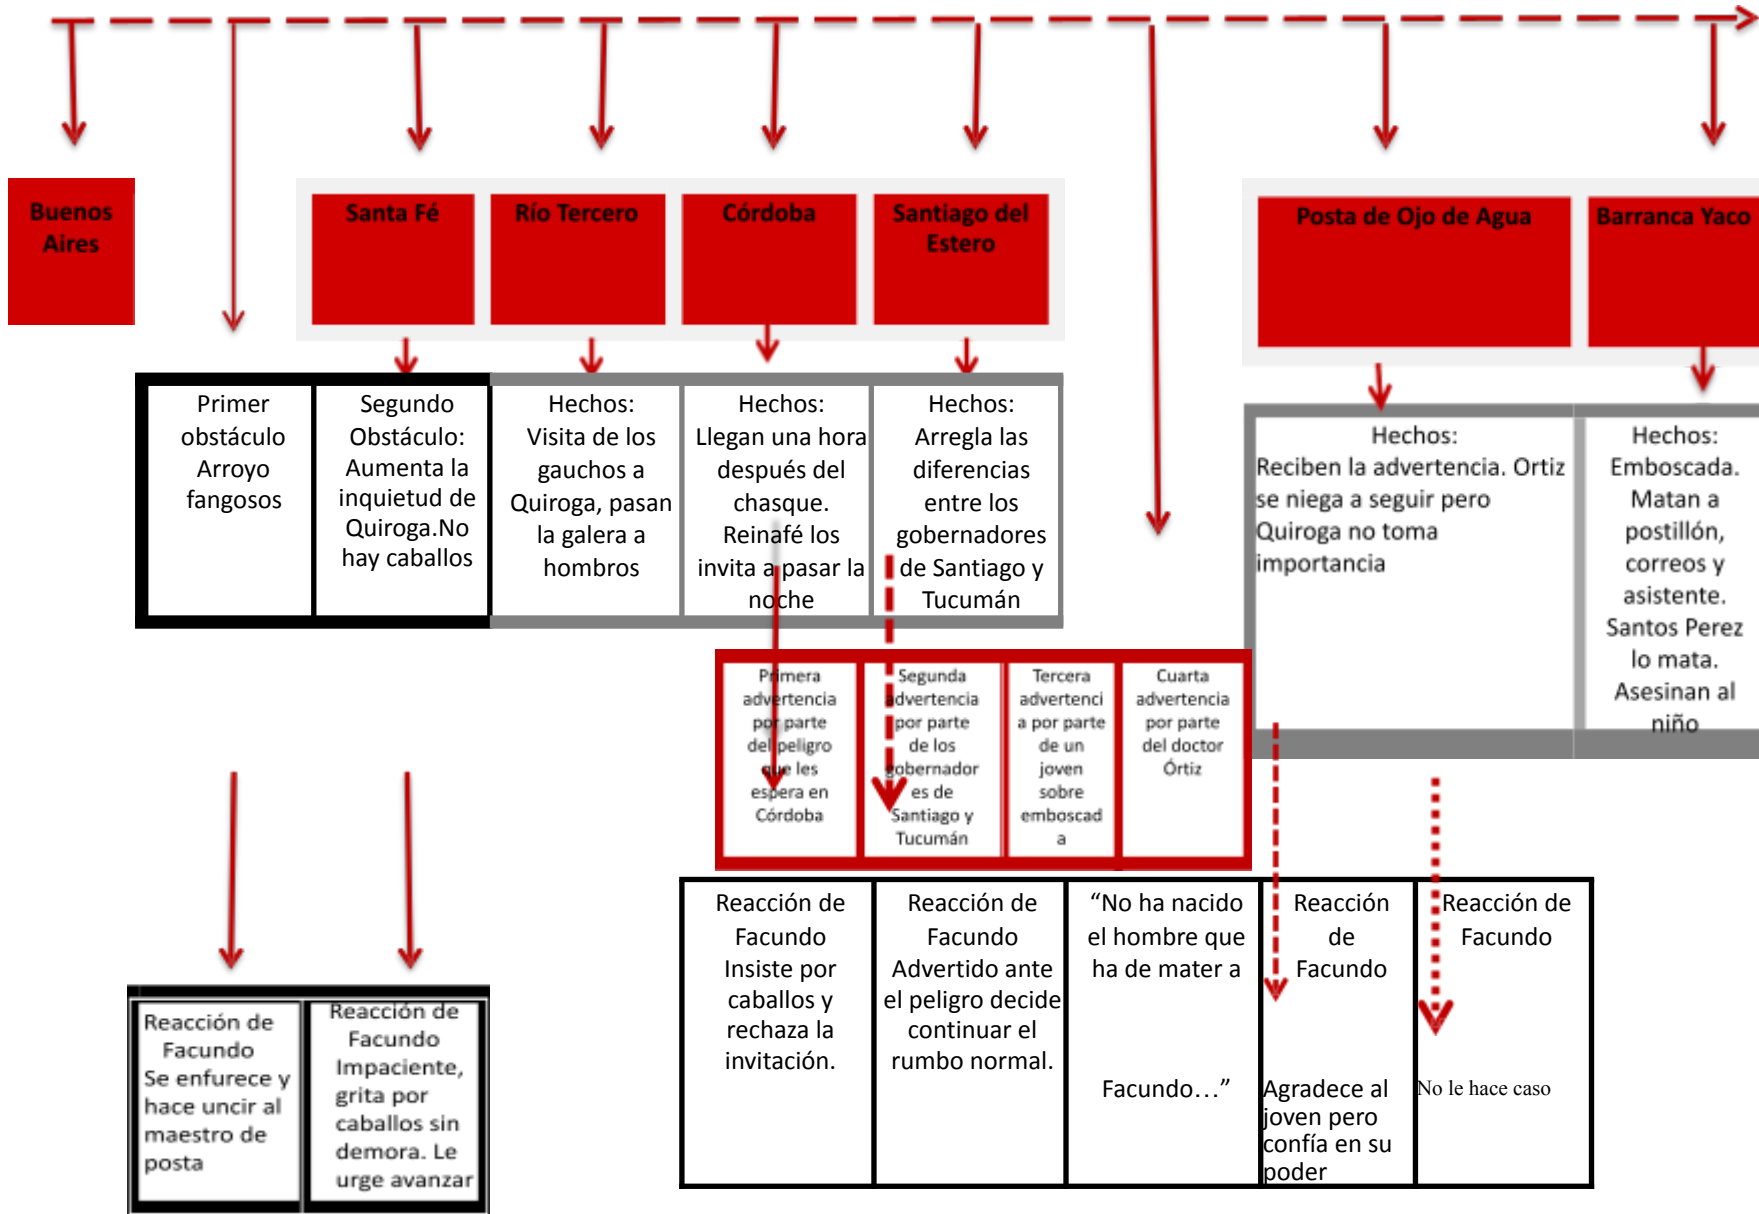 Buenos
Aires
Santa Fé
Río Tercero
Córdoba
Santiago del
Estero
Posta de Ojo de Agua
Barranca Yaco
Primer
obstáculo
Arroyo
fangosos
Segundo
Obstáculo:
Aumenta la
inquietud de
Quiroga.No
hay caballos
Hechos:
Visita de los
gauchos a
Quiroga, pasan
la galera a
hombros
Hechos:
Llegan una hora
después del
chasque.
Reinafé los
invita a pasar la
noche
Hechos:
Arregla las
diferencias
entre los
gobernadores
de Santiago y
Tucumán
Hechos:
Reciben la advertencia. Ortiz
se niega a seguir pero
Quiroga no toma
importancia
Hechos:
Emboscada.
Matan a
postillón,
correos y
asistente.
Santos Perez
lo mata.
Asesinan al
niño
Primera
advertencia
por parte
del peligro
que les
espera en
Córdoba
Segunda
advertencia
por parte
de los
gobernador
es de
Santiago y
Tucumán
Tercera
advertenci
a por parte
de un
joven
sobre
emboscad
a
Cuarta
advertencia
por parte
del doctor
Órtiz
Reacción de
Facundo
Insiste por
caballos y
rechaza la
invitación.
Reacción de
Facundo
Advertido ante
el peligro decide
continuar el
rumbo normal.
“No ha nacido
el hombre que
ha de mater a
Facundo…”
Reacción
de
Facundo
Agradece al
joven pero
confía en su
poder
Reacción de
Facundo
No le hace caso
Reacción de
Facundo
Se enfurece y
hace uncir al
maestro de
posta
Reacción de
Facundo
Impaciente,
grita por
caballos sin
demora. Le
urge avanzar